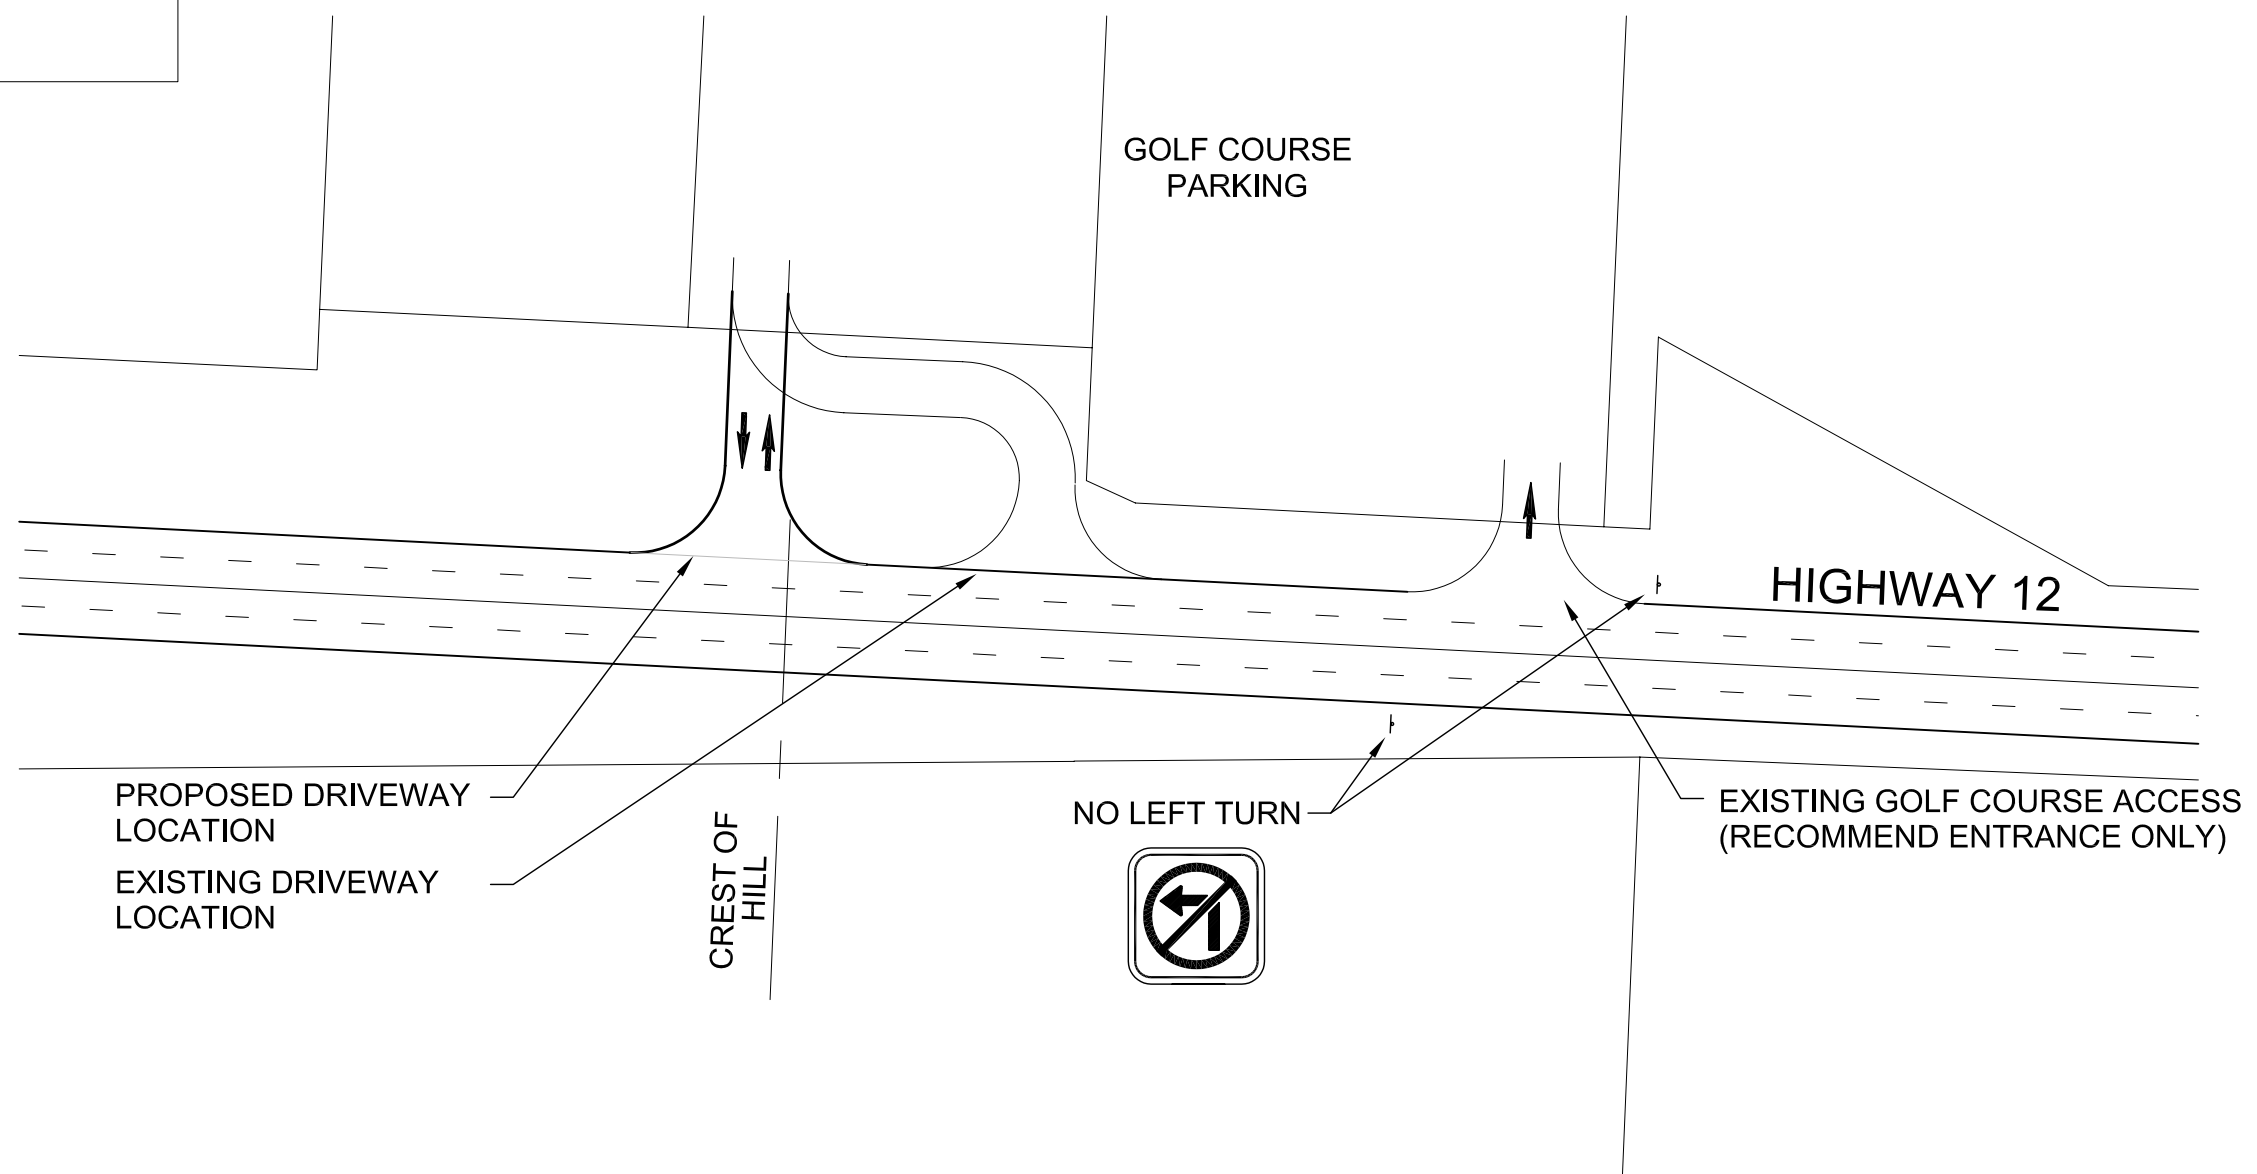 GOLF COURSE
PARKING
HIGHWAY 12
PROPOSED DRIVEWAY
LOCATION
EXISTING DRIVEWAY
LOCATION
CREST OF
HILL
NO LEFT TURN
EXISTING GOLF COURSE ACCESS
(RECOMMEND ENTRANCE ONLY)